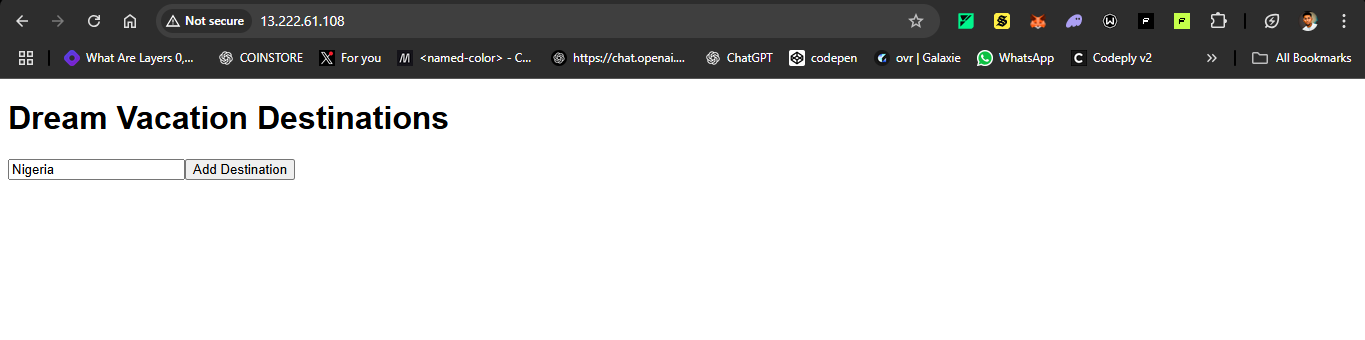 Not secure 13.222.61.108
What Are Layers 0,... COINSTORE For you <named-color> - C... https://chat.openai.... ChatGPT codepen ovr | Galaxie WhatsApp Codeply v2 » All Bookmarks
Dream Vacation Destinations
Nigeria Add Destination